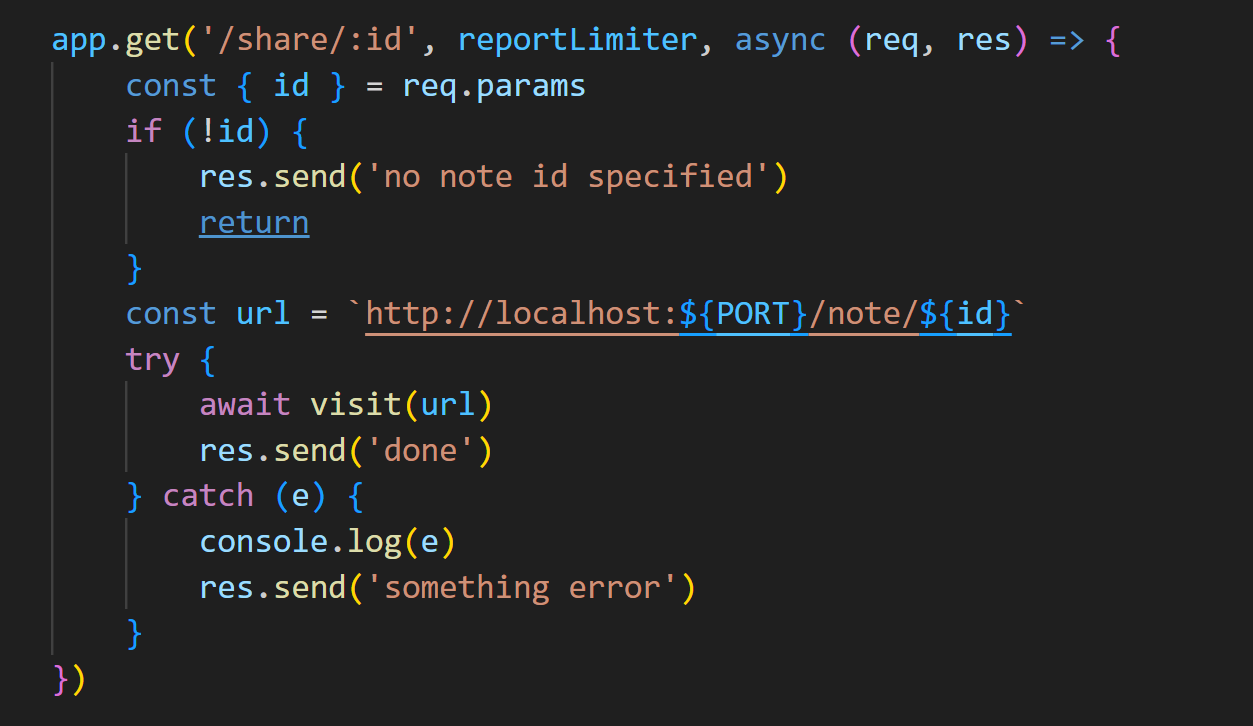 app.get('/share/:id', reportLimiter, async (req, res) => {
    const { id } = req.params
    if (!id) {
        res.send('no note id specified')
        return
    }
    const url = `http://localhost:${PORT}/note/${id}`
    try {
        await visit(url)
        res.send('done')
    } catch (e) {
        console.log(e)
        res.send('something error')
    }
})